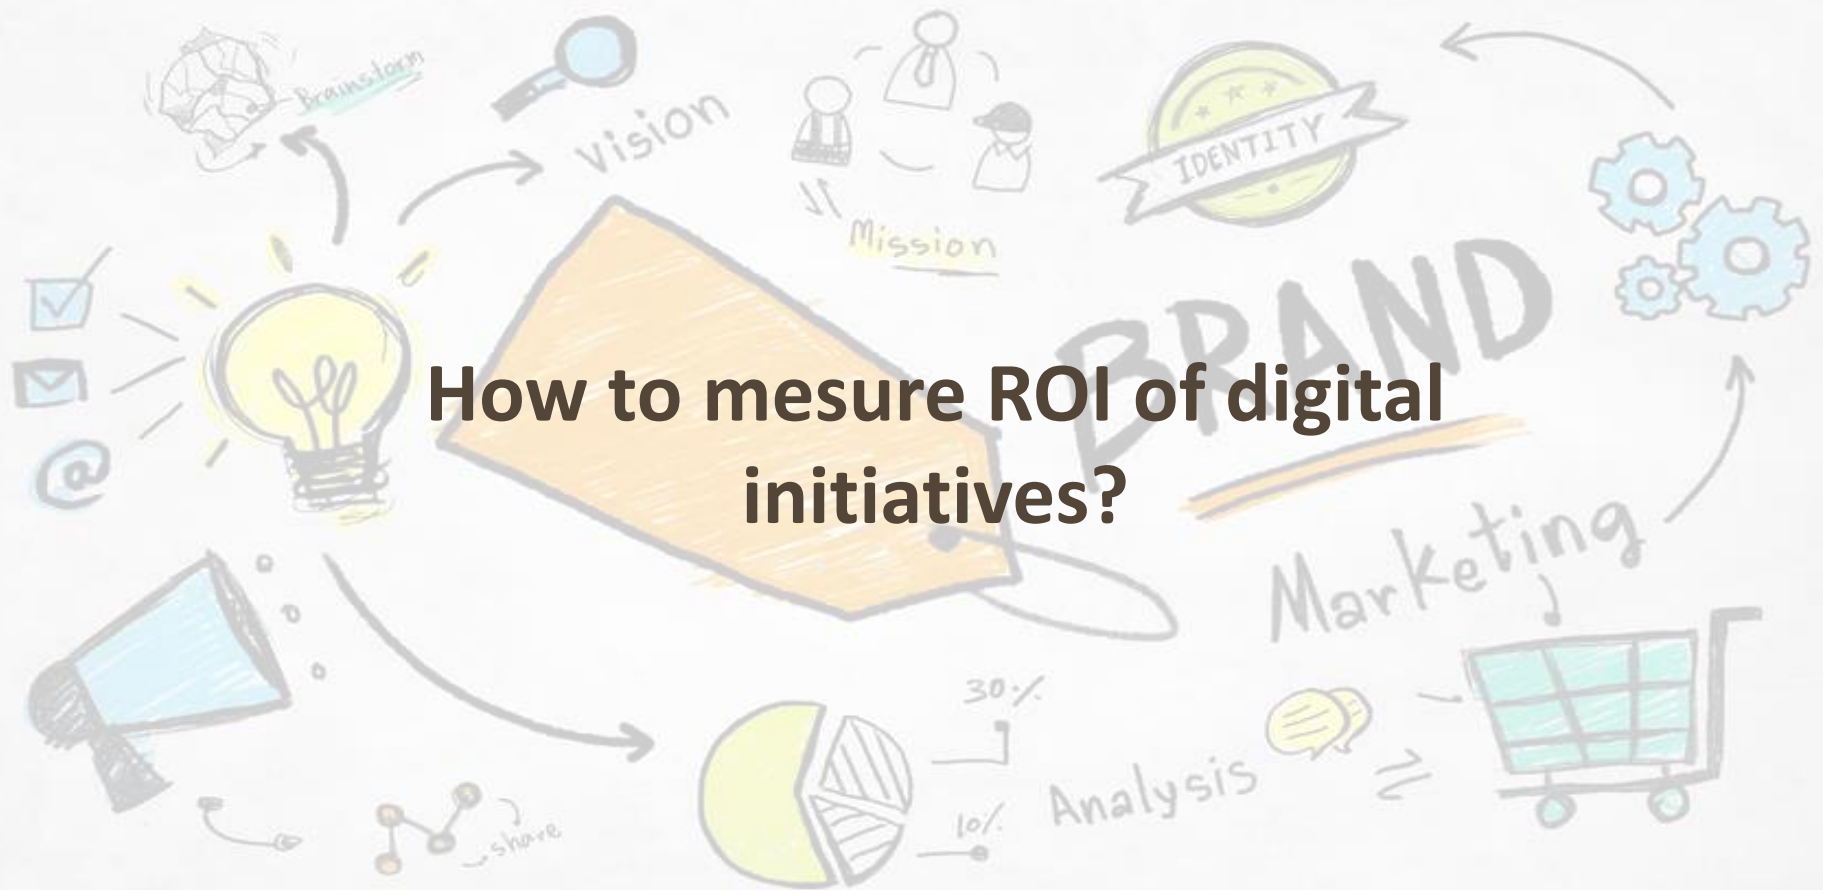 Brainstorm
Vision
Mission
IDENTITY
BRAND
How to mesure ROI of digital
initiatives?
@
Marketing
30%
10%
Analysis
share